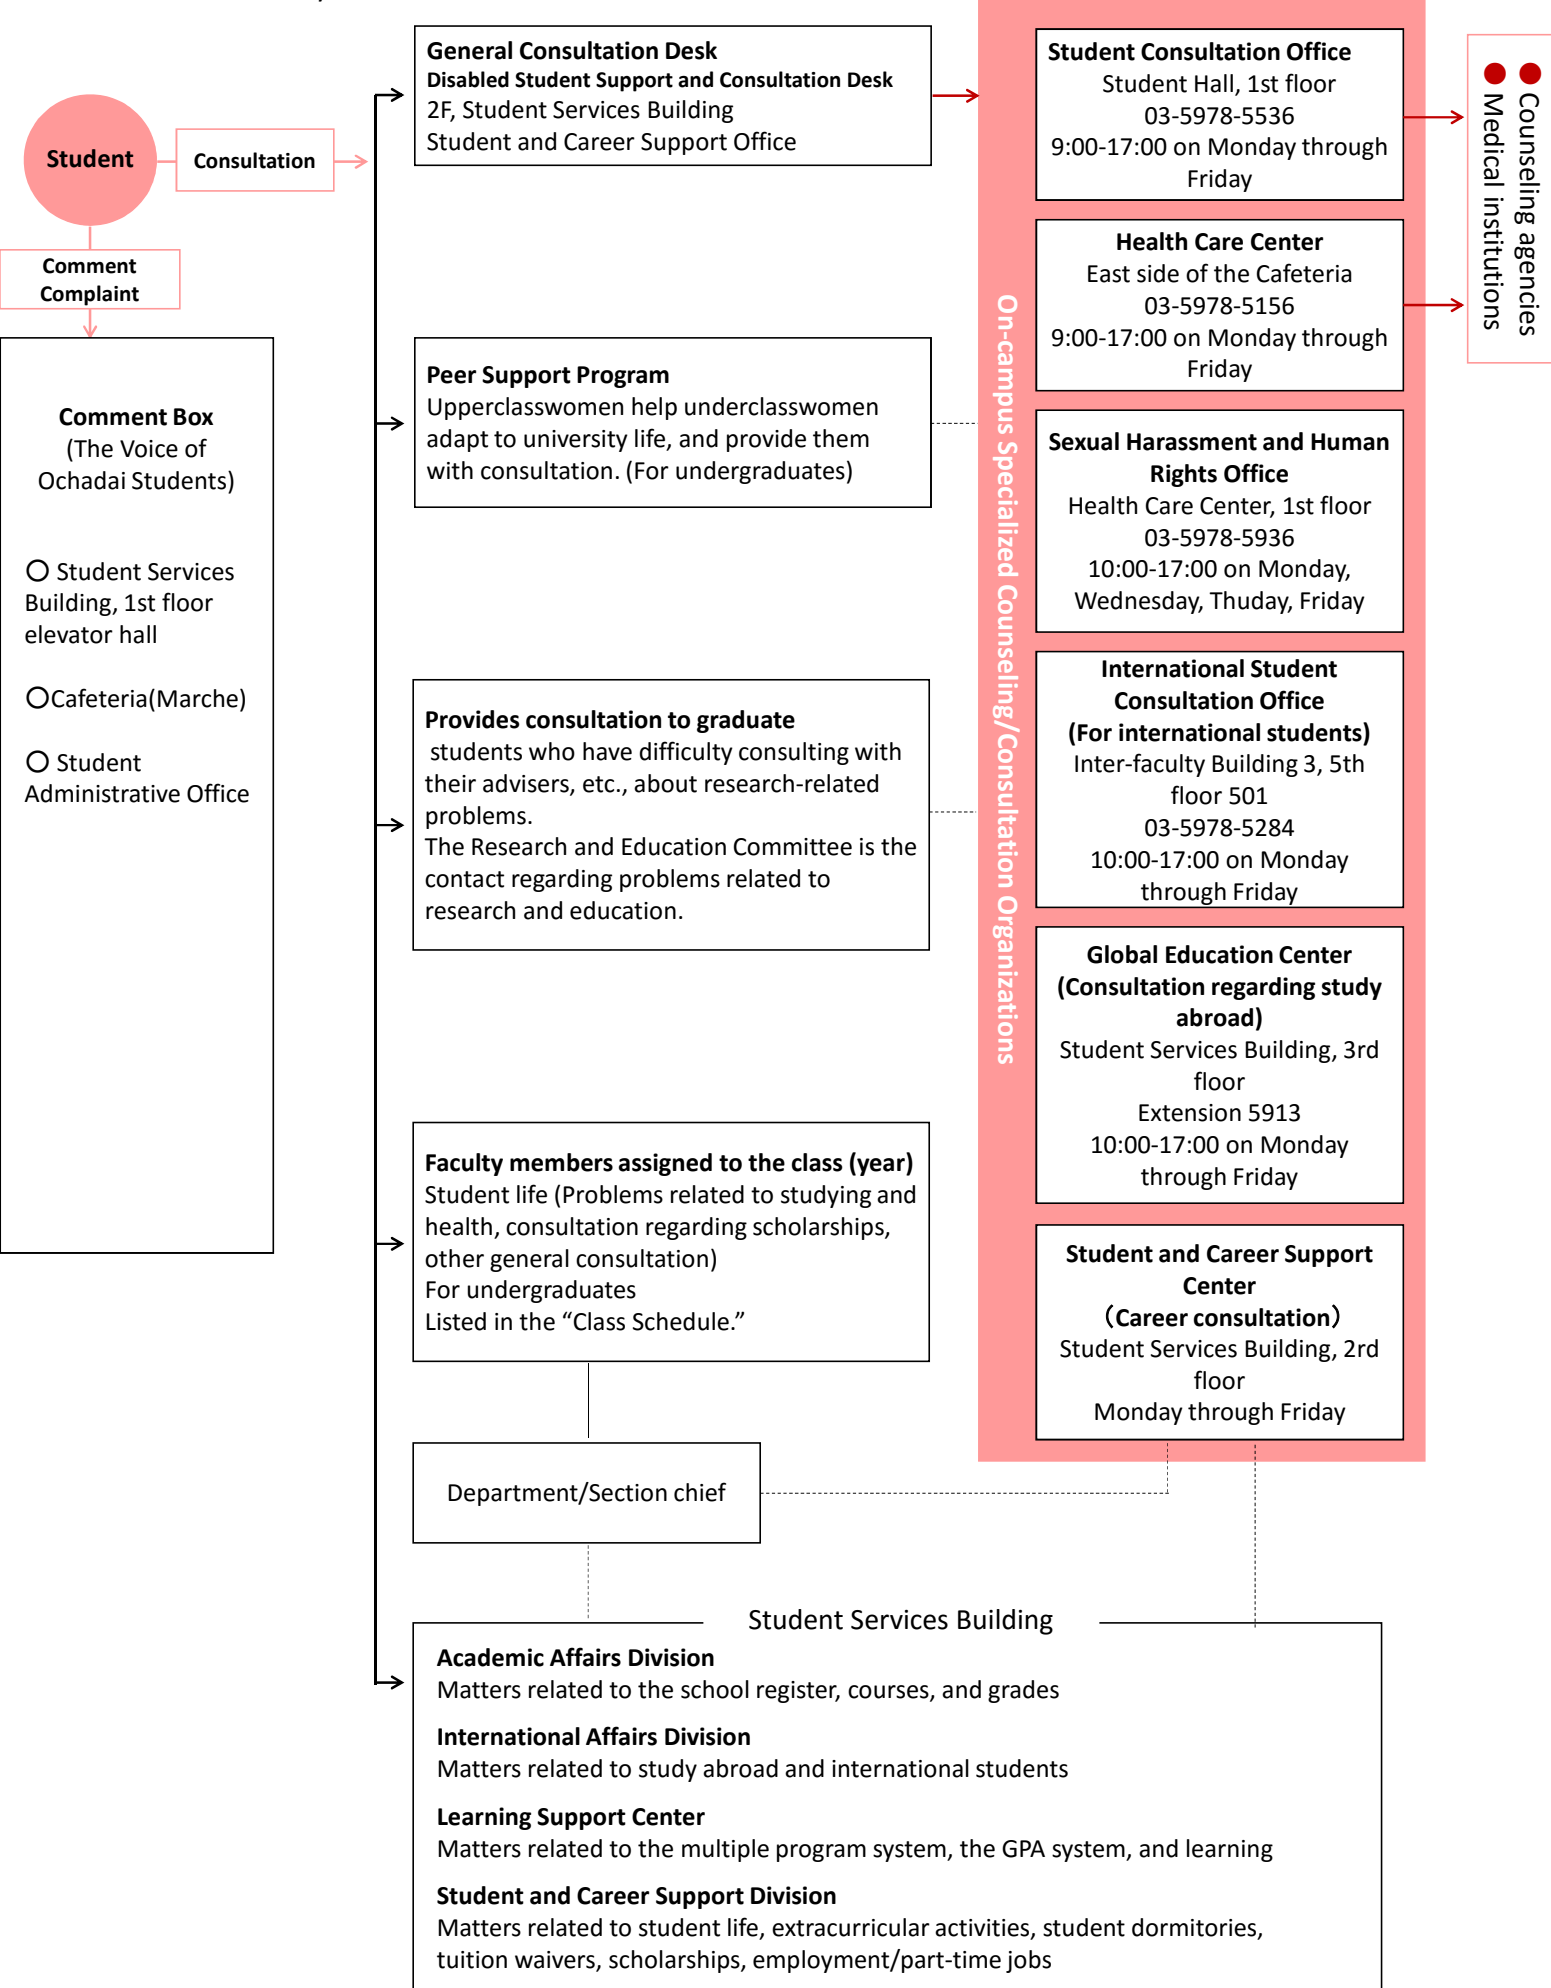 Student
Consultation
Comment
Complaint
Comment Box
(The Voice of
Ochadai Students)
○ Student Services
Building, 1st floor
elevator hall
○Cafeteria(Marche)
○ Student
Administrative Office
General Consultation Desk
Disabled Student Support and Consultation Desk
2F, Student Services Building
Student and Career Support Office
Peer Support Program
Upperclasswomen help underclasswomen
adapt to university life, and provide them
with consultation. (For undergraduates)
Provides consultation to graduate
students who have difficulty consulting with
their advisers, etc., about research-related
problems.
The Research and Education Committee is the
contact regarding problems related to
research and education.
Faculty members assigned to the class (year)
Student life (Problems related to studying and
health, consultation regarding scholarships,
other general consultation)
For undergraduates
Listed in the “Class Schedule.”
Department/Section chief
On-campus Specialized Counseling/Consultation Organizations
Student Consultation Office
Student Hall, 1st floor
03-5978-5536
9:00-17:00 on Monday through
Friday
Health Care Center
East side of the Cafeteria
03-5978-5156
9:00-17:00 on Monday through
Friday
Sexual Harassment and Human
Rights Office
Health Care Center, 1st floor
03-5978-5936
10:00-17:00 on Monday,
Wednesday, Thuday, Friday
International Student
Consultation Office
(For international students)
Inter-faculty Building 3, 5th
floor 501
03-5978-5284
10:00-17:00 on Monday
through Friday
Global Education Center
(Consultation regarding study
abroad)
Student Services Building, 3rd
floor
Extension 5913
10:00-17:00 on Monday
through Friday
Student and Career Support
Center
（Career consultation）
Student Services Building, 2rd
floor
Monday through Friday
● Counseling agencies
● Medical institutions
Student Services Building
Academic Affairs Division
Matters related to the school register, courses, and grades
International Affairs Division
Matters related to study abroad and international students
Learning Support Center
Matters related to the multiple program system, the GPA system, and learning
Student and Career Support Division
Matters related to student life, extracurricular activities, student dormitories,
tuition waivers, scholarships, employment/part-time jobs